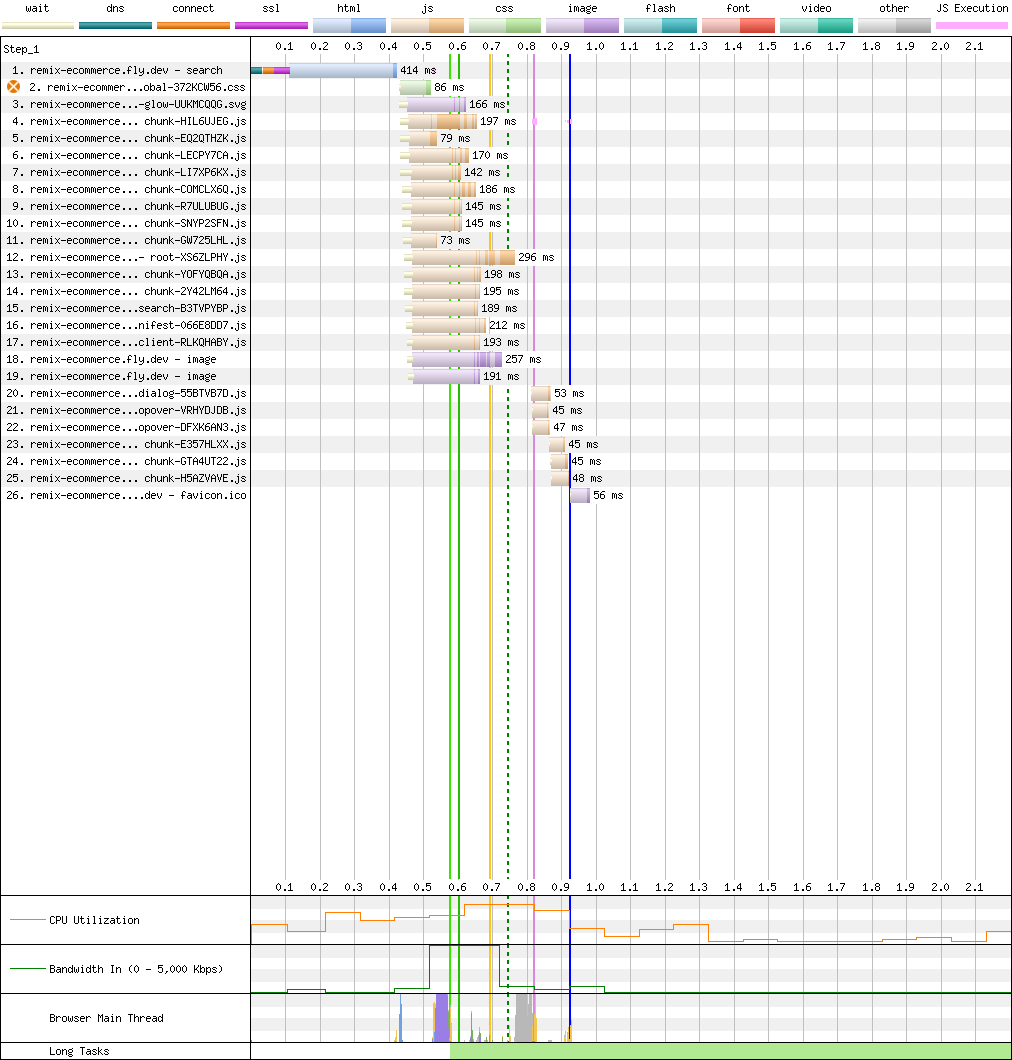 wait dns connect ssl html js css image flash font video other JS Execution
Step_1 0.1 0.2 0.3 0.4 0.5 0.6 0.7 0.8 0.9 1.0 1.1 1.2 1.3 1.4 1.5 1.6 1.7 1.8 1.9 2.0 2.1
1. remix-ecommerce.fly.dev - search 414 ms
2. remix-ecommer...obal-372KCW56.css 86 ms
3. remix-ecommerce...-glow-UUKMCQQG.svg 166 ms
4. remix-ecommerce... chunk-HIL6UJEG.js 197 ms
5. remix-ecommerce... chunk-EQ2QTHZK.js 79 ms
6. remix-ecommerce... chunk-LECPY7CA.js 170 ms
7. remix-ecommerce... chunk-LI7XP6KX.js 142 ms
8. remix-ecommerce... chunk-COMCLX6Q.js 186 ms
9. remix-ecommerce... chunk-R7ULUBUG.js 145 ms
10. remix-ecommerce... chunk-SNYP2SFN.js 145 ms
11. remix-ecommerce... chunk-GW725LHL.js 73 ms
12. remix-ecommerce...- root-XS6ZLPHY.js 296 ms
13. remix-ecommerce... chunk-YOFYQBQA.js 198 ms
14. remix-ecommerce... chunk-2Y42LM64.js 195 ms
15. remix-ecommerce...search-B3TVPYBP.js 189 ms
16. remix-ecommerce...nifest-066E8DD7.js 212 ms
17. remix-ecommerce...client-RLKQHABY.js 193 ms
18. remix-ecommerce.fly.dev - image 257 ms
19. remix-ecommerce.fly.dev - image 191 ms
20. remix-ecommerce...dialog-55BTVB7D.js 53 ms
21. remix-ecommerce...opover-VRHYDJDB.js 45 ms
22. remix-ecommerce...opover-DFXK6AN3.js 47 ms
23. remix-ecommerce... chunk-E357HLXX.js 45 ms
24. remix-ecommerce... chunk-GTA4UT22.js 45 ms
25. remix-ecommerce... chunk-H5AZVAVE.js 48 ms
26. remix-ecommerce....dev - favicon.ico 56 ms
0.1 0.2 0.3 0.4 0.5 0.6 0.7 0.8 0.9 1.0 1.1 1.2 1.3 1.4 1.5 1.6 1.7 1.8 1.9 2.0 2.1
CPU Utilization
Bandwidth In (0 - 5,000 Kbps)
Browser Main Thread
Long Tasks